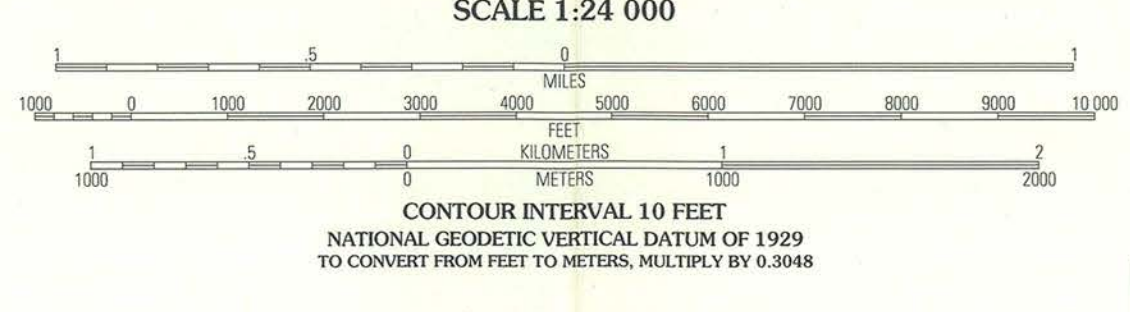 SCALE 1:24 000
1 .5 0 1
MILES
1000 0 1000 2000 3000 4000 5000 6000 7000 8000 9000 10 000
FEET
1 .5 0 KILOMETERS 1 2
1000 0 METERS 1000 2000
CONTOUR INTERVAL 10 FEET
NATIONAL GEODETIC VERTICAL DATUM OF 1929
TO CONVERT FROM FEET TO METERS, MULTIPLY BY 0.3048